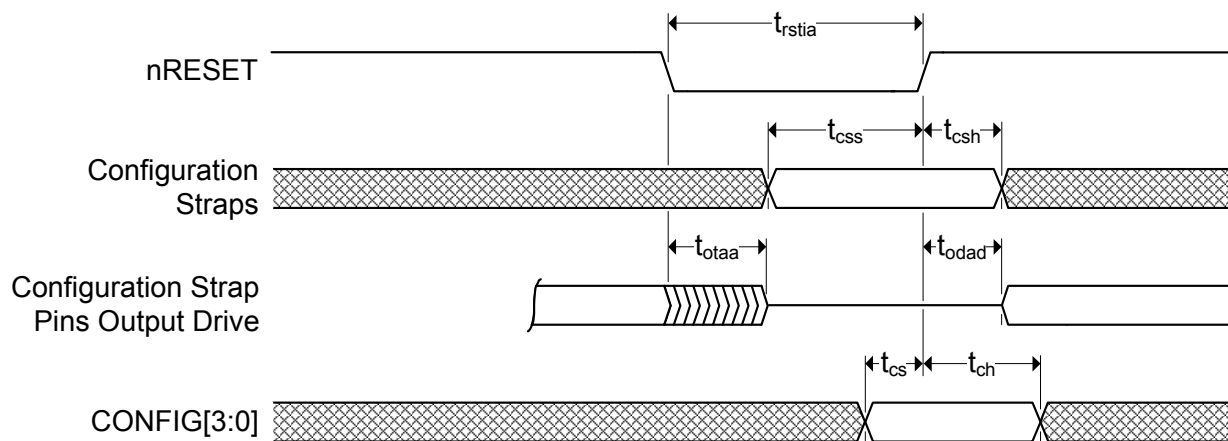 t_rstia
nRESET
t_css
t_csh
Configuration
Straps
t_otaa
t_odad
Configuration Strap
Pins Output Drive
t_cs
t_ch
CONFIG[3:0]